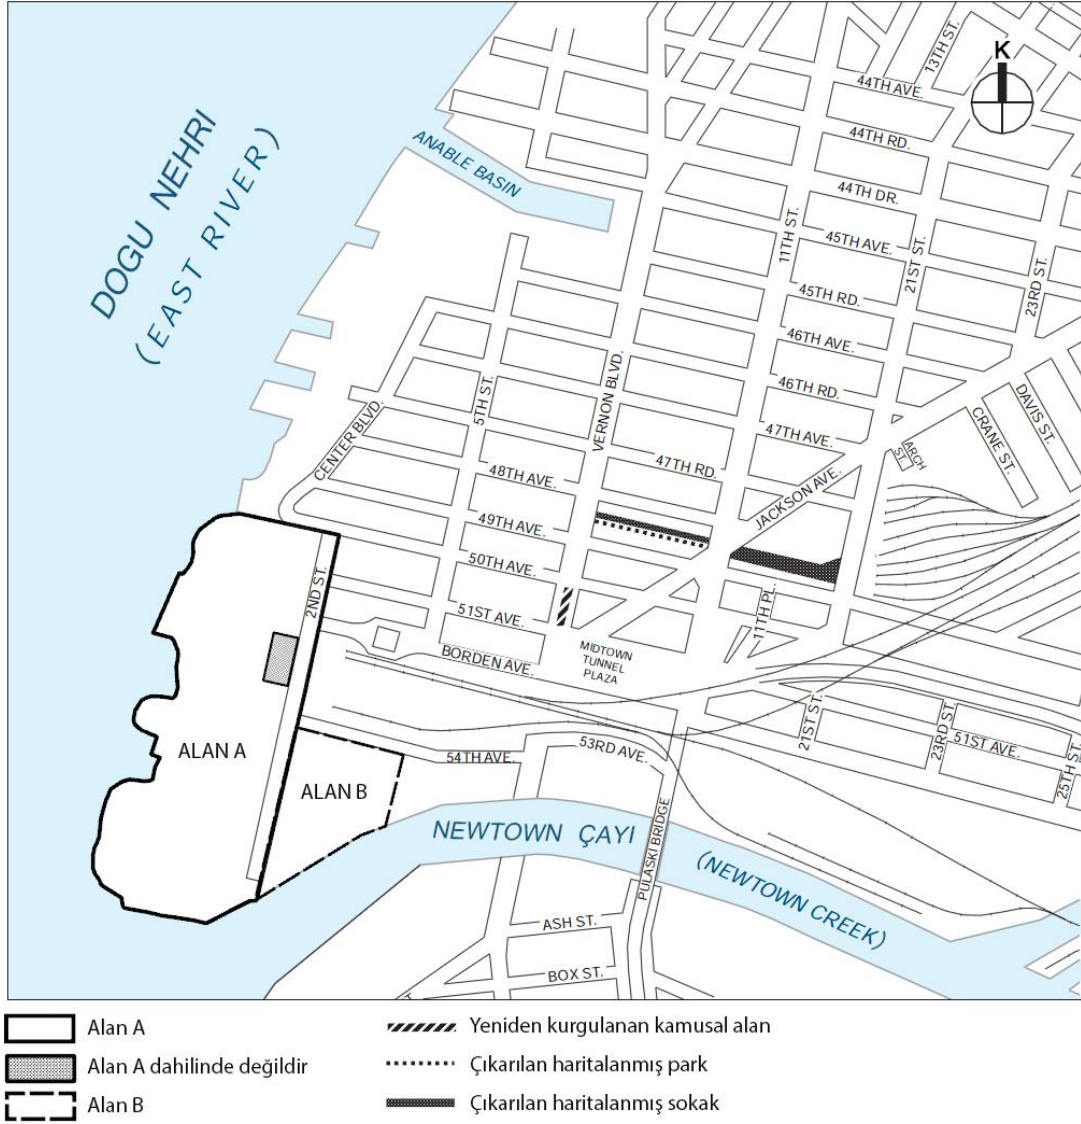 13TH ST.
K
44TH AVE.
ANABLE BASIN
44TH RD.
DOGU NEHRI
(EAST RIVER)
44TH DR.
11TH ST.
45TH AVE.
21ST ST.
23RD ST.
45TH RD.
46TH AVE.
5TH ST.
VERNON BLVD.
46TH RD.
CENTER BLVD.
DAVIS ST.
CRANE ST.
47TH AVE.
ARCH
ST.
47TH RD.
48TH AVE.
JACKSON AVE.
49TH AVE.
50TH AVE.
2ND ST.
11TH PL.
51ST AVE.
MIDTOWN
TUNNEL
PLAZA
BORDEN AVE.
21ST ST.
23RD ST.
51ST AVE.
25TH ST.
ALAN A
54TH AVE.
53RD AVE.
ALAN B
NEWTOWN ÇAYI
PULASKI BRIDGE
(NEWTOWN CREEK)
ASH ST.
BOX ST.
Alan A
Alan A dahilinde değildir
Alan B
Yeniden kurgulanan kamusal alan
Çıkarılan haritalanmış park
Çıkarılan haritalanmış sokak